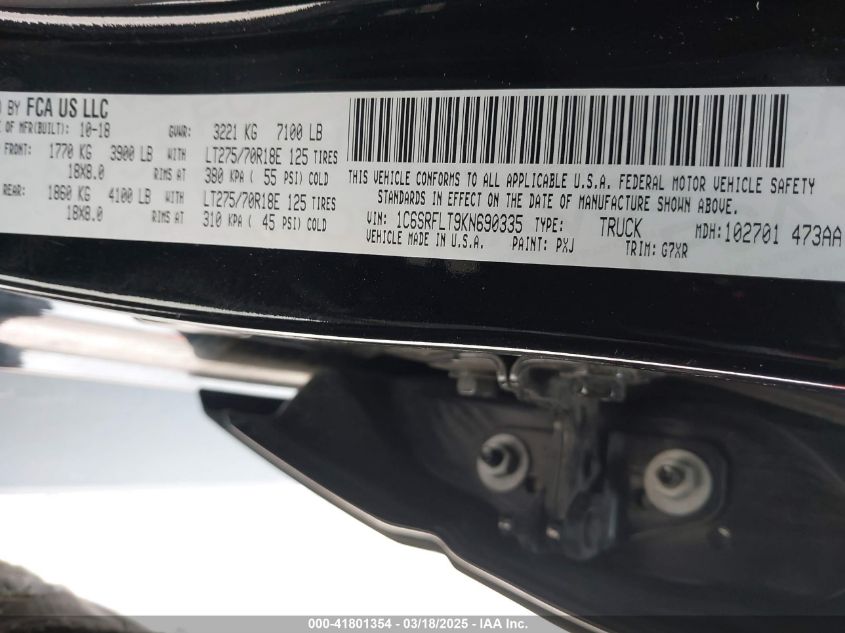 D BY FCA US LLC
E OF MFR(BUILT): 10-18 GVWR: 3221 KG 7100 LB
FRONT: 1770 KG 3900 LB WITH LT275/70R18E 125 TIRES
18X8.0 RIMS AT 380 KPA ( 55 PSI) COLD
REAR: 1860 KG 4100 LB WITH LT275/70R18E 125 TIRES
18X8.0 RIMS AT 310 KPA ( 45 PSI) COLD
THIS VEHICLE CONFORMS TO ALL APPLICABLE U.S.A. FEDERAL MOTOR VEHICLE SAFETY
STANDARDS IN EFFECT ON THE DATE OF MANUFACTURE SHOWN ABOVE.
VIN: 1C6SRFLT9KN690335 TYPE: TRUCK MDH:102701 473AA
VEHICLE MADE IN U.S.A. PAINT: PXJ TRIM: G7XR
000-41801354 — 03/18/2025 — IAA Inc.